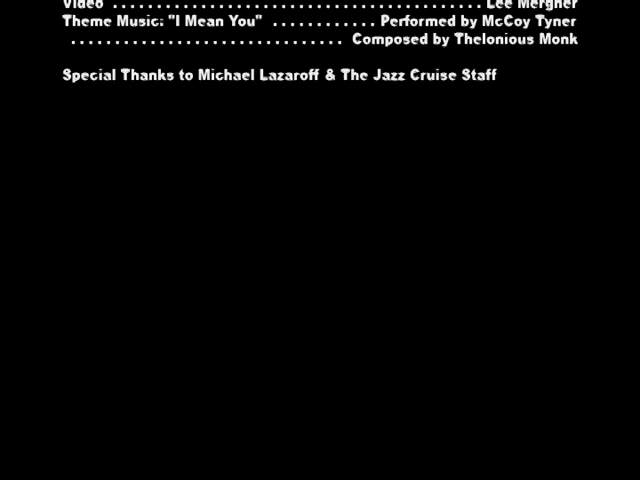 Video . . . . . . . . . . . . . . . . . . . . . . . . . . . . . . . . . . . . . . . . . Lee Mergner
Theme Music: "I Mean You" . . . . . . . . . . . . Performed by McCoy Tyner
. . . . . . . . . . . . . . . . . . . . . . . . . . . . . . Composed by Thelonious Monk
Special Thanks to Michael Lazaroff & The Jazz Cruise Staff